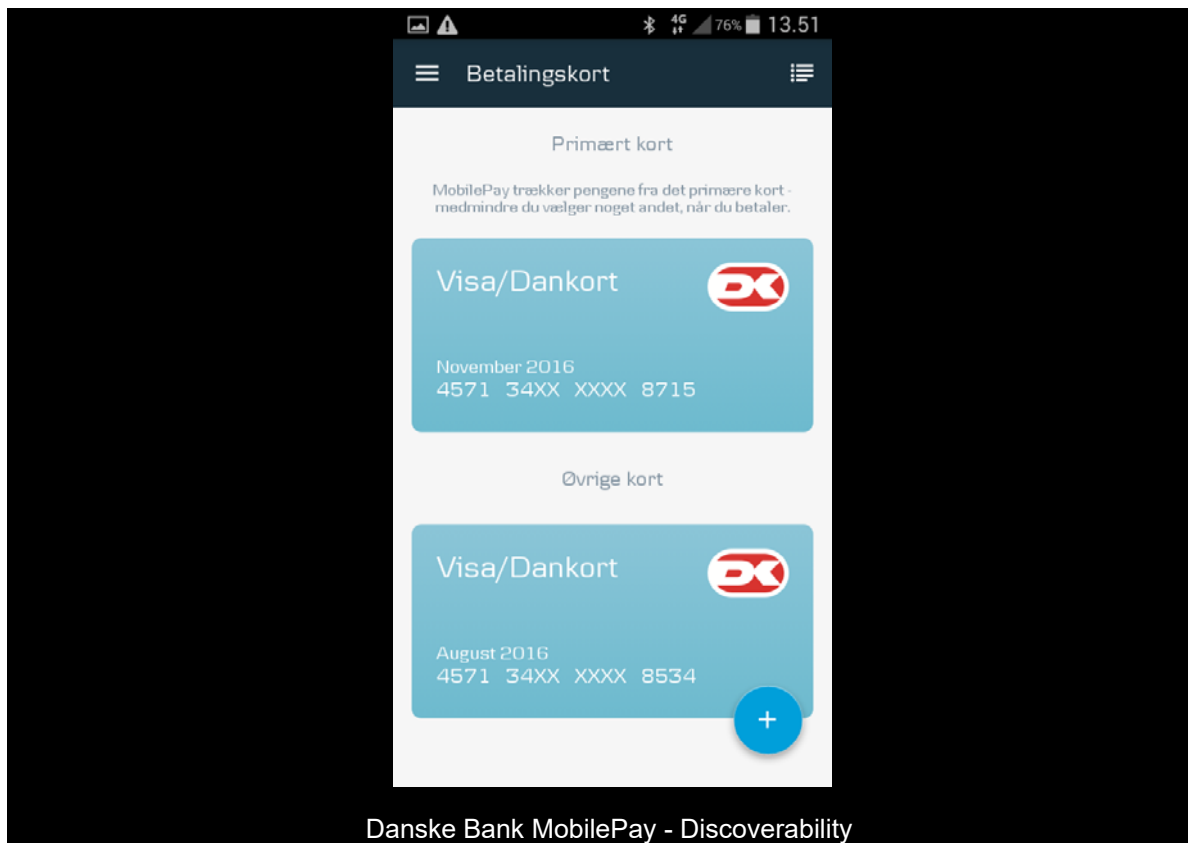 4G 76% 13.51
Betalingskort
Primært kort
MobilePay trækker pengene fra det primære kort -
medmindre du vælger noget andet, når du betaler.
Visa/Dankort DK
November 2016
4571 34XX XXXX 8715
Øvrige kort
Visa/Dankort DK
August 2016
4571 34XX XXXX 8534
+
Danske Bank MobilePay - Discoverability